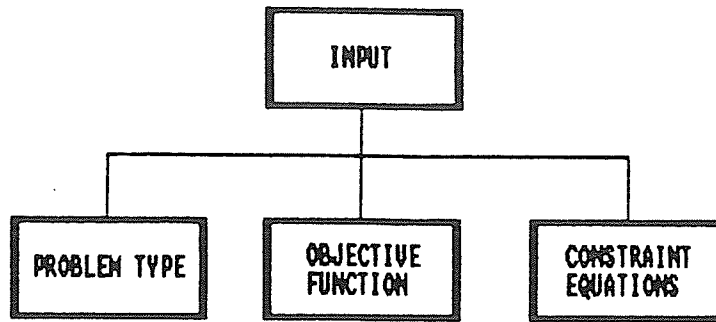 INPUT
PROBLEM TYPE
OBJECTIVE
FUNCTION
CONSTRAINT
EQUATIONS